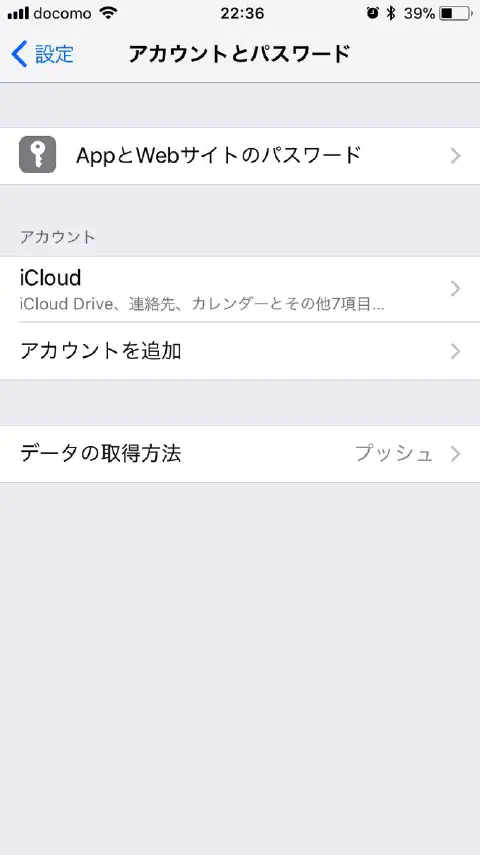 docomo 22:36 39%
設定 アカウントとパスワード
AppとWebサイトのパスワード
アカウント
iCloud
iCloud Drive、連絡先、カレンダーとその他7項目...
アカウントを追加
データの取得方法 プッシュ